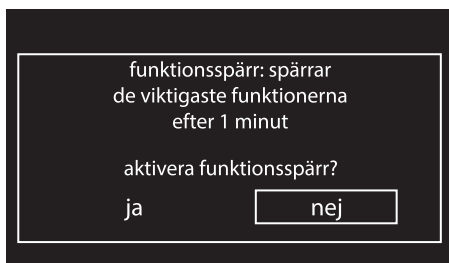 funktionsspärr: spärrar
de viktigaste funktionerna
efter 1 minut
aktivera funktionsspärr?
ja nej